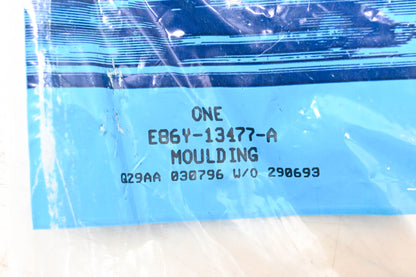 ONE
E86Y-13477-A
MOULDING
Q29AA 030796 W/O 290693